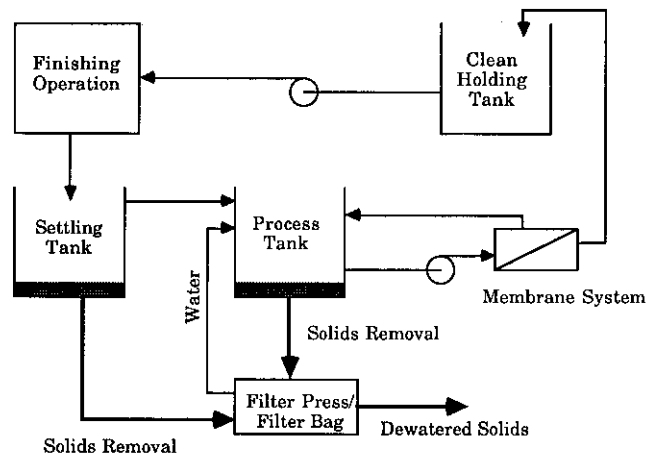 Finishing
Operation
Clean
Holding
Tank
Settling
Tank
Process
Tank
Water
Membrane System
Solids Removal
Filter Press/
Filter Bag
Dewatered Solids
Solids Removal